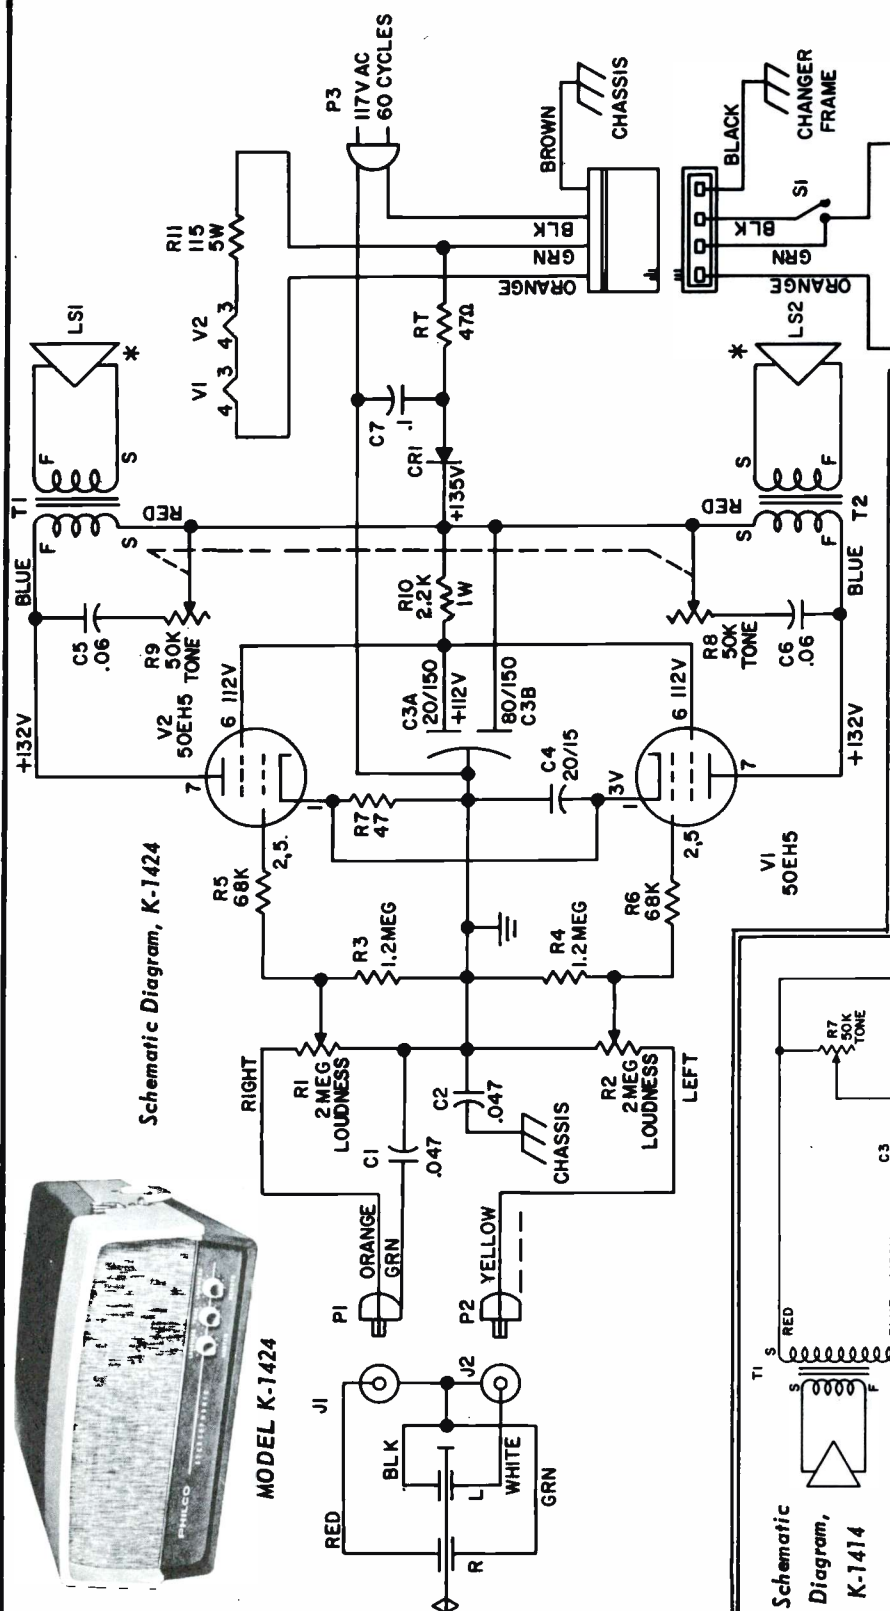 Schematic Diagram, K-1424
MODEL K-1424
PHILCO
LS1
*
T1
F
S
F
S
BLUE
RED
+132V
C5
.06
R9
50K
TONE
V2
50EH5
6
112V
7
1
2,5.
R5
68K
R11
115
5W
V2
4 3
V1
4 3
P3
117VAC
60 CYCLES
BROWN
CHASSIS
BLK
GRN
ORANGE
BLACK
CHANGER
FRAME
S1
BLK
GRN
ORANGE
RT
47Ω
C7
.1
CR1
+135V
R10
2.2K
1W
C3A
20/150
+112V
80/150
C3B
R7
47
C4
20/15
3V
1
R3
1.2MEG
R4
1.2MEG
R6
68K
2,5
6
112V
7
V1
50EH5
+132V
R8
50K
TONE
C6
.06
BLUE
RED
T2
S
F
S
F
LS2
*
RIGHT
R1
2MEG
LOUDNESS
C1
.047
C2
.047
CHASSIS
R2
2MEG
LOUDNESS
LEFT
P1
ORANGE
GRN
P2
YELLOW
J1
J2
RED
BLK
WHITE
GRN
L
R
Schematic
Diagram,
K-1414
T1
S
RED
S
F
R7
50K
TONE
C3